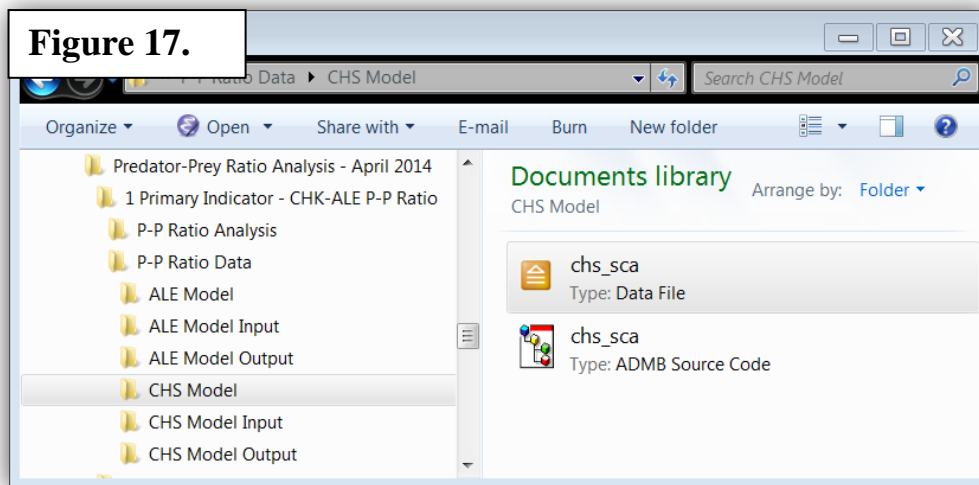 Figure 17.
P-P Ratio Data ▸ CHS Model
Search CHS Model
Organize
Open
Share with
E-mail
Burn
New folder
Predator-Prey Ratio Analysis - April 2014
1 Primary Indicator - CHK-ALE P-P Ratio
P-P Ratio Analysis
P-P Ratio Data
ALE Model
ALE Model Input
ALE Model Output
CHS Model
CHS Model Input
CHS Model Output
Documents library
CHS Model
Arrange by: Folder
chs_sca
Type: Data File
chs_sca
Type: ADMB Source Code